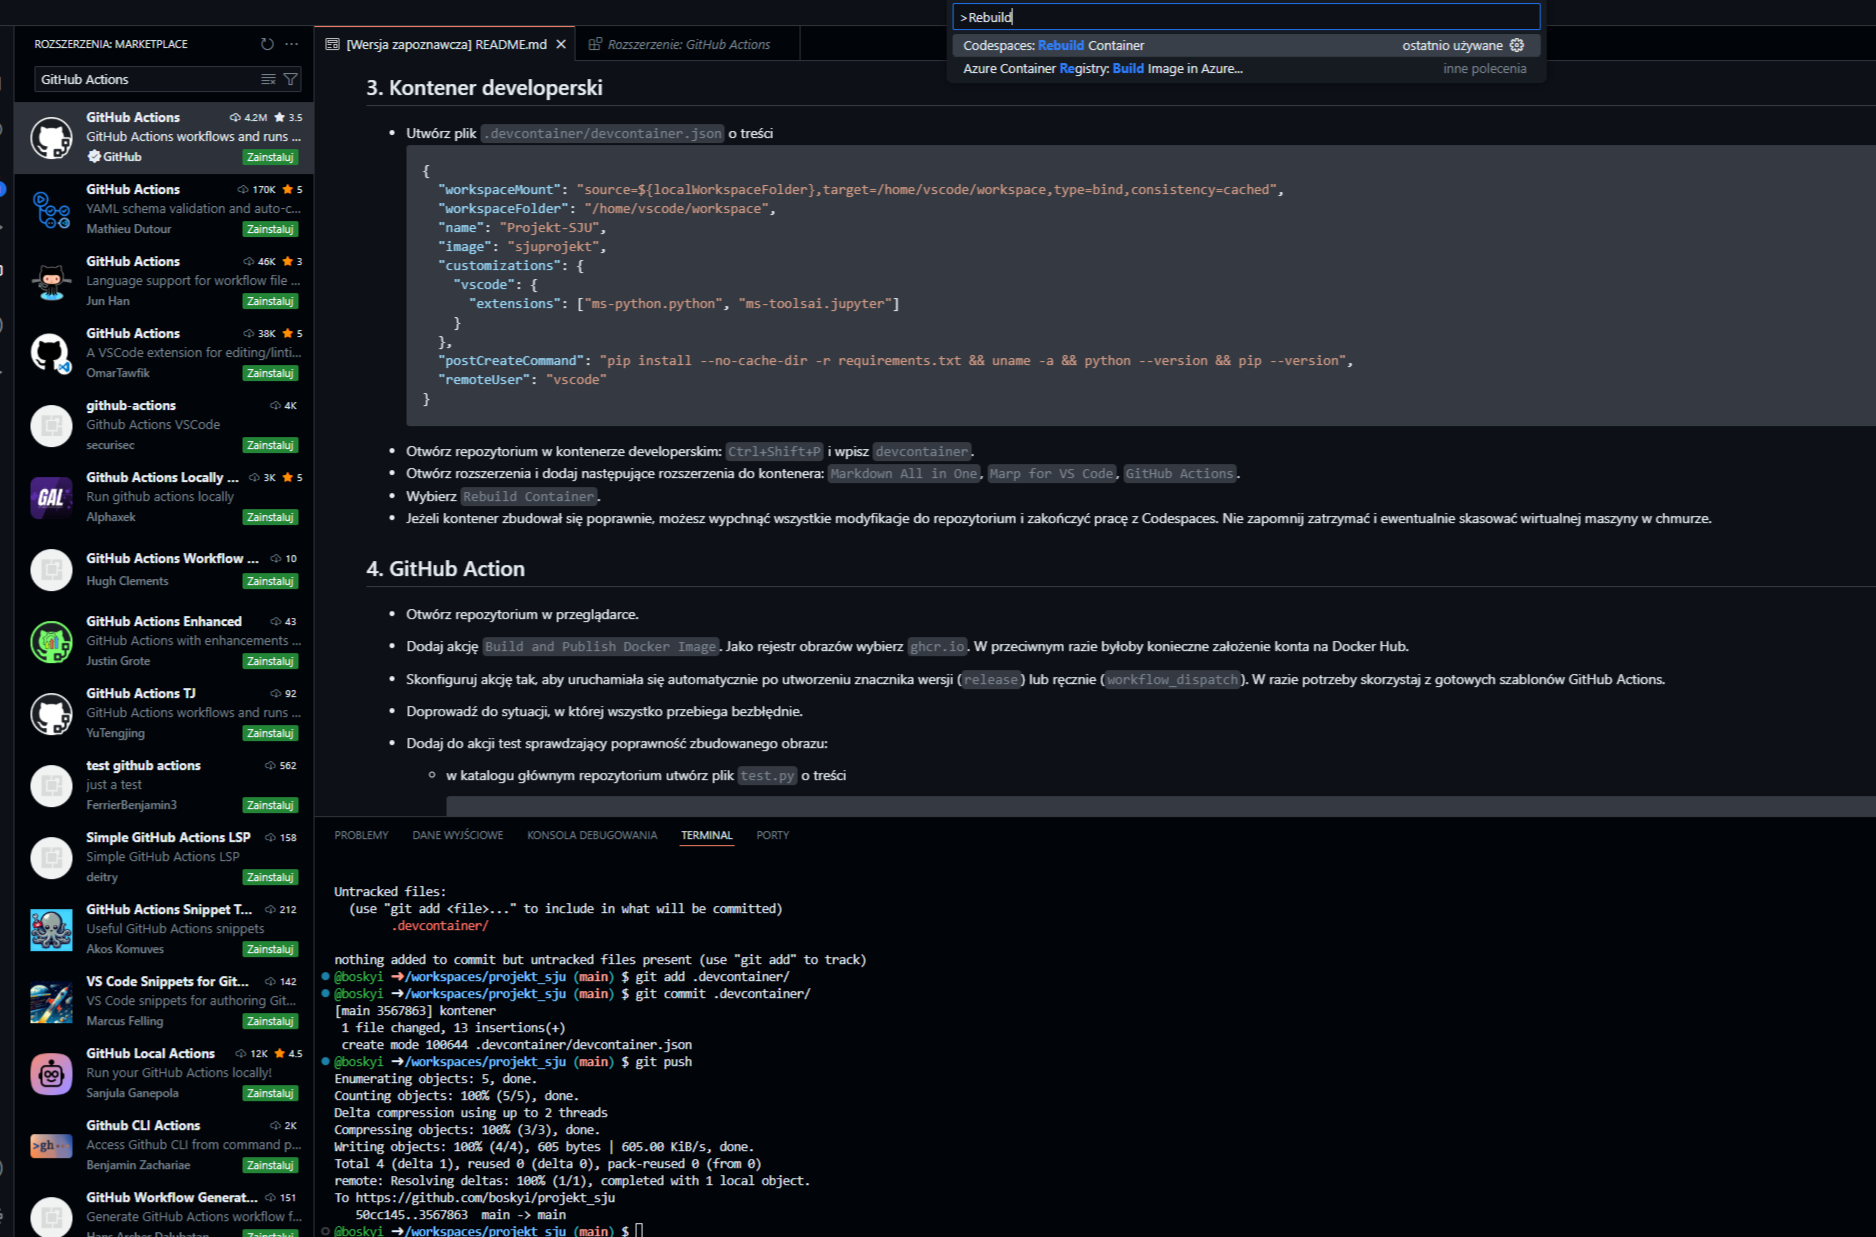 >Rebuild
Codespaces: Rebuild Container
ostatnio używane
Azure Container Registry: Build Image in Azure...
inne polecenia
ROZSZERZENIA: MARKETPLACE
GitHub Actions
GitHub Actions 4.2M 3.5
GitHub Actions workflows and runs ...
GitHub Zainstaluj
GitHub Actions 170K 5
YAML schema validation and auto-c...
Mathieu Dutour Zainstaluj
GitHub Actions 46K 3
Language support for workflow file ...
Jun Han Zainstaluj
GitHub Actions 38K 5
A VSCode extension for editing/linti...
OmarTawfik Zainstaluj
github-actions 4K
Github Actions VSCode
securisec Zainstaluj
GAL
Github Actions Locally ... 3K 5
Run github actions locally
Alphaxek Zainstaluj
GitHub Actions Workflow ... 10
Hugh Clements Zainstaluj
GitHub Actions Enhanced 43
GitHub Actions with enhancements ...
Justin Grote Zainstaluj
GitHub Actions TJ 92
GitHub Actions workflows and runs ...
YuTengjing Zainstaluj
test github actions 562
just a test
FerrierBenjamin3 Zainstaluj
Simple GitHub Actions LSP 158
Simple GitHub Actions LSP
deitry Zainstaluj
GitHub Actions Snippet T... 212
Useful GitHub Actions snippets
Akos Komuves Zainstaluj
VS Code Snippets for Git... 142
VS Code snippets for authoring Git...
Marcus Felling Zainstaluj
GitHub Local Actions 12K 4.5
Run your GitHub Actions locally!
Sanjula Ganepola Zainstaluj
>gh
Github CLI Actions 2K
Access Github CLI from command p...
Benjamin Zachariae Zainstaluj
GitHub Workflow Generat... 151
Generate GitHub Actions workflow f...
Zainstaluj
[Wersja zapoznawcza] README.md
Rozszerzenie: GitHub Actions
3. Kontener developerski
• Utwórz plik .devcontainer/devcontainer.json o treści
{
"workspaceMount": "source=${localWorkspaceFolder},target=/home/vscode/workspace,type=bind,consistency=cached",
"workspaceFolder": "/home/vscode/workspace",
"name": "Projekt-SJU",
"image": "sjuprojekt",
"customizations": {
"vscode": {
"extensions": ["ms-python.python", "ms-toolsai.jupyter"]
}
},
"postCreateCommand": "pip install --no-cache-dir -r requirements.txt && uname -a && python --version && pip --version",
"remoteUser": "vscode"
}
• Otwórz repozytorium w kontenerze developerskim: Ctrl+Shift+P i wpisz devcontainer.
• Otwórz rozszerzenia i dodaj następujące rozszerzenia do kontenera: Markdown All in One, Marp for VS Code, GitHub Actions.
• Wybierz Rebuild Container.
• Jeżeli kontener zbudował się poprawnie, możesz wypchnąć wszystkie modyfikacje do repozytorium i zakończyć pracę z Codespaces. Nie zapomnij zatrzymać i ewentualnie skasować wirtualnej maszyny w chmurze.
4. GitHub Action
• Otwórz repozytorium w przeglądarce.
• Dodaj akcję Build and Publish Docker Image. Jako rejestr obrazów wybierz ghcr.io. W przeciwnym razie byłoby konieczne założenie konta na Docker Hub.
• Skonfiguruj akcję tak, aby uruchamiała się automatycznie po utworzeniu znacznika wersji (release) lub ręcznie (workflow_dispatch). W razie potrzeby skorzystaj z gotowych szablonów GitHub Actions.
• Doprowadź do sytuacji, w której wszystko przebiega bezbłędnie.
• Dodaj do akcji test sprawdzający poprawność zbudowanego obrazu:
w katalogu głównym repozytorium utwórz plik test.py o treści
PROBLEMY DANE WYJŚCIOWE KONSOLA DEBUGOWANIA TERMINAL PORTY
Untracked files:
(use "git add <file>..." to include in what will be committed)
.devcontainer/
nothing added to commit but untracked files present (use "git add" to track)
@boskyi ➜/workspaces/projekt_sju (main) $ git add .devcontainer/
@boskyi ➜/workspaces/projekt_sju (main) $ git commit .devcontainer/
[main 3567863] kontener
1 file changed, 13 insertions(+)
create mode 100644 .devcontainer/devcontainer.json
@boskyi ➜/workspaces/projekt_sju (main) $ git push
Enumerating objects: 5, done.
Counting objects: 100% (5/5), done.
Delta compression using up to 2 threads
Compressing objects: 100% (3/3), done.
Writing objects: 100% (4/4), 605 bytes | 605.00 KiB/s, done.
Total 4 (delta 1), reused 0 (delta 0), pack-reused 0 (from 0)
remote: Resolving deltas: 100% (1/1), completed with 1 local object.
To https://github.com/boskyi/projekt_sju
50cc145..3567863 main -> main
@boskyi ➜/workspaces/projekt_sju (main) $